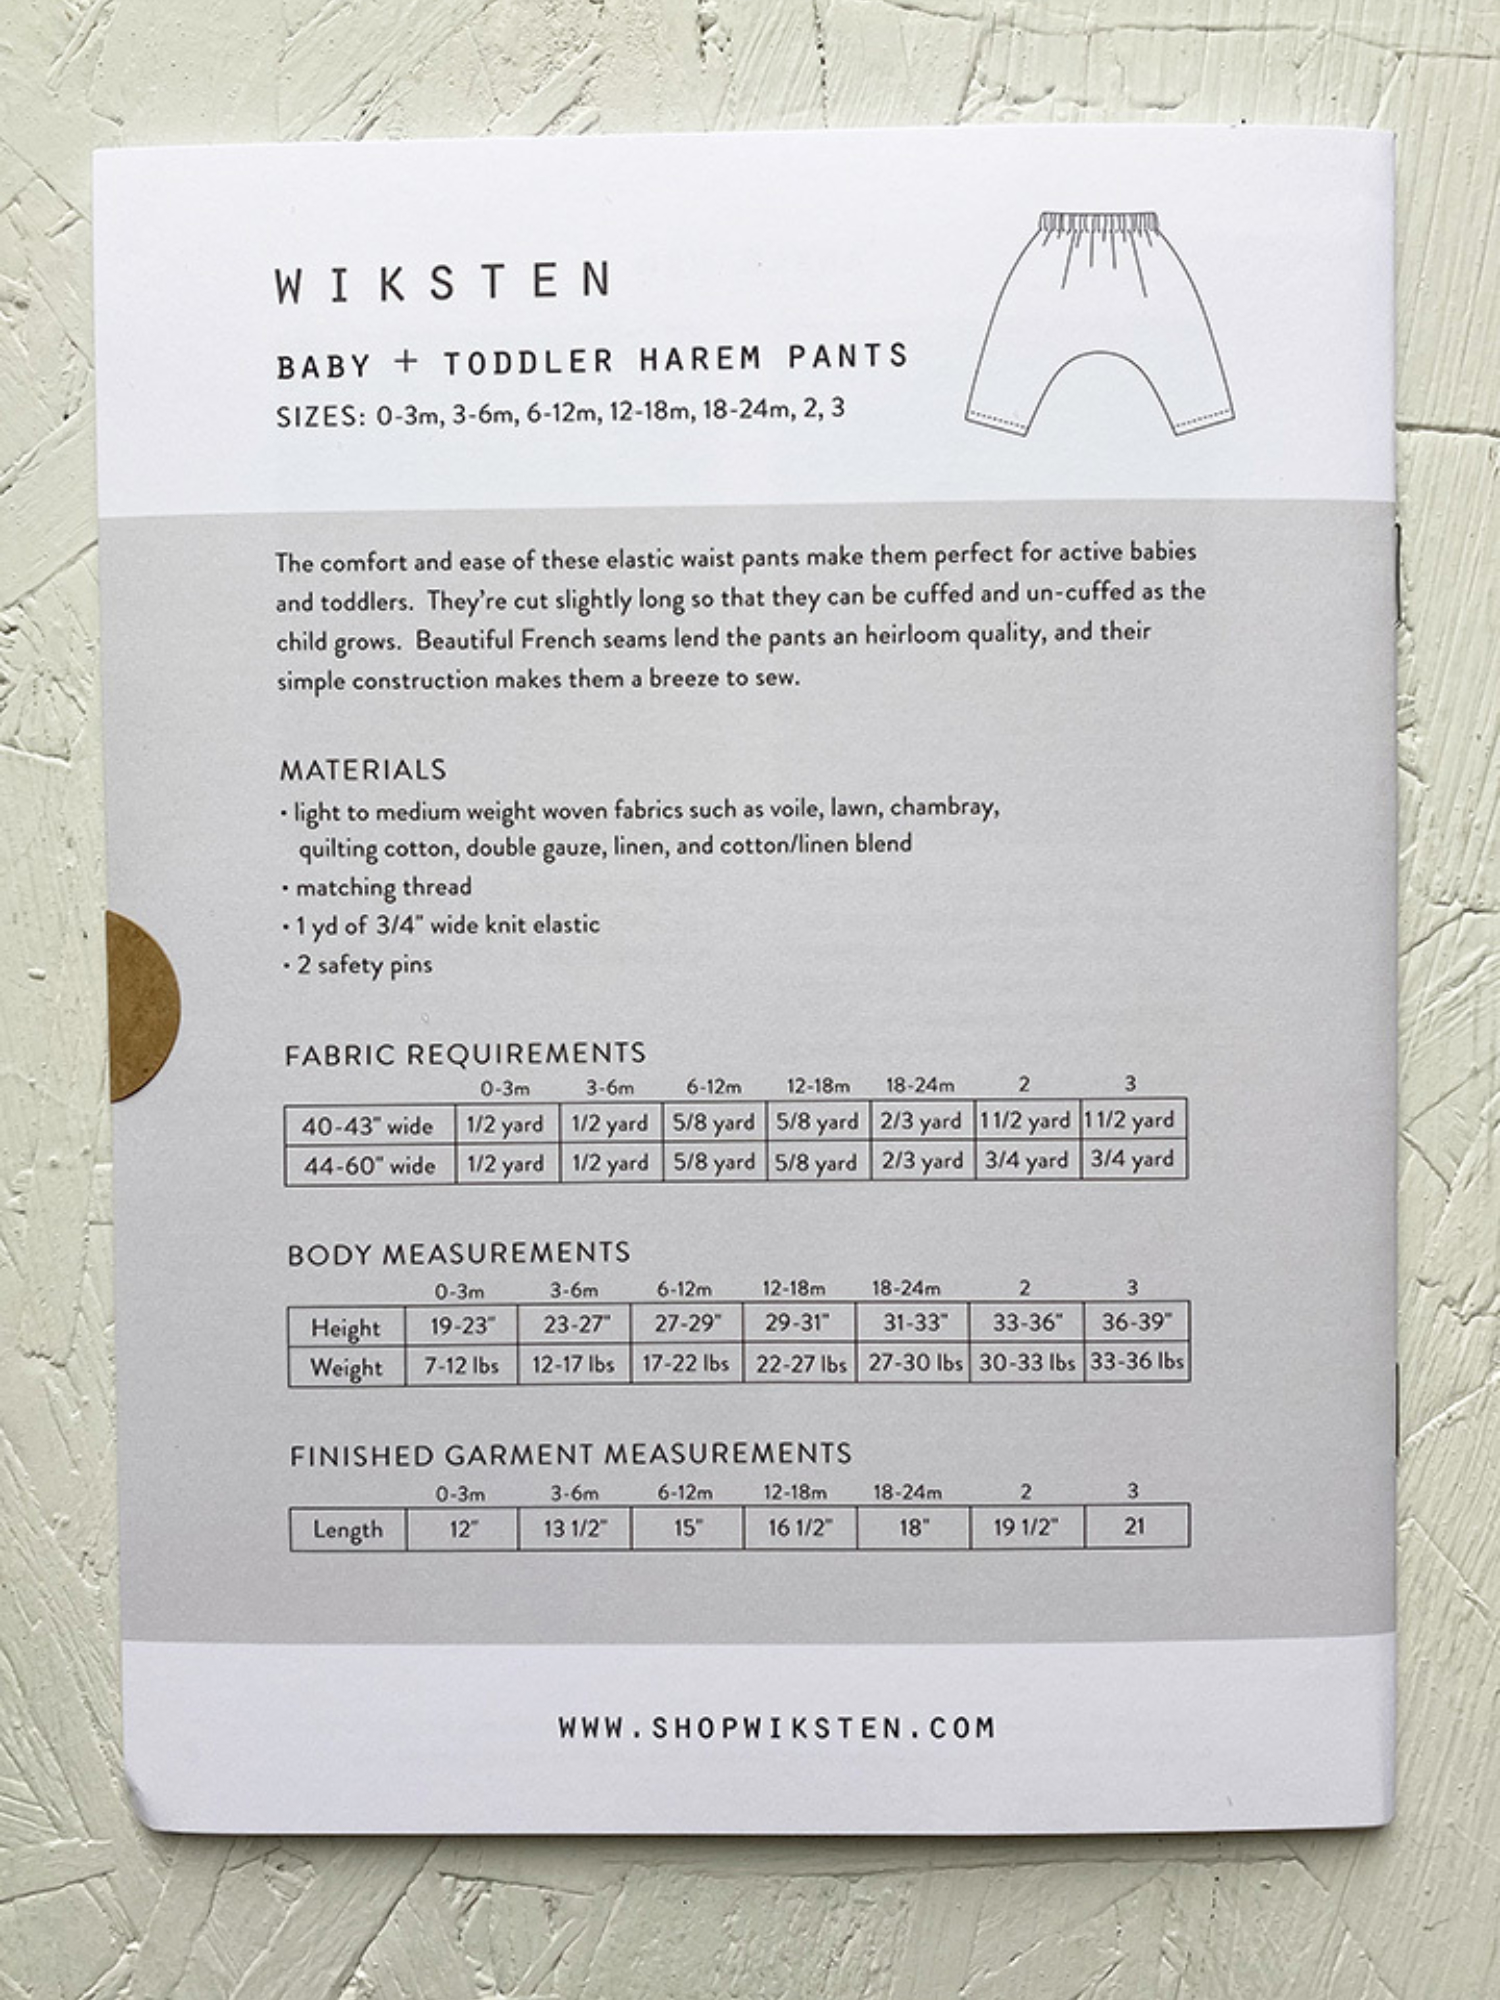 WIKSTEN
BABY + TODDLER HAREM PANTS
SIZES: 0-3m, 3-6m, 6-12m, 12-18m, 18-24m, 2, 3
The comfort and ease of these elastic waist pants make them perfect for active babies
and toddlers. They're cut slightly long so that they can be cuffed and un-cuffed as the
child grows. Beautiful French seams lend the pants an heirloom quality, and their
simple construction makes them a breeze to sew.
MATERIALS
• light to medium weight woven fabrics such as voile, lawn, chambray,
quilting cotton, double gauze, linen, and cotton/linen blend
• matching thread
• 1 yd of 3/4" wide knit elastic
• 2 safety pins
FABRIC REQUIREMENTS
0-3m 3-6m 6-12m 12-18m 18-24m 2 3
40-43" wide 1/2 yard 1/2 yard 5/8 yard 5/8 yard 2/3 yard 1 1/2 yard 1 1/2 yard
44-60" wide 1/2 yard 1/2 yard 5/8 yard 5/8 yard 2/3 yard 3/4 yard 3/4 yard
BODY MEASUREMENTS
0-3m 3-6m 6-12m 12-18m 18-24m 2 3
Height 19-23" 23-27" 27-29" 29-31" 31-33" 33-36" 36-39"
Weight 7-12 lbs 12-17 lbs 17-22 lbs 22-27 lbs 27-30 lbs 30-33 lbs 33-36 lbs
FINISHED GARMENT MEASUREMENTS
0-3m 3-6m 6-12m 12-18m 18-24m 2 3
Length 12" 13 1/2" 15" 16 1/2" 18" 19 1/2" 21
WWW.SHOPWIKSTEN.COM